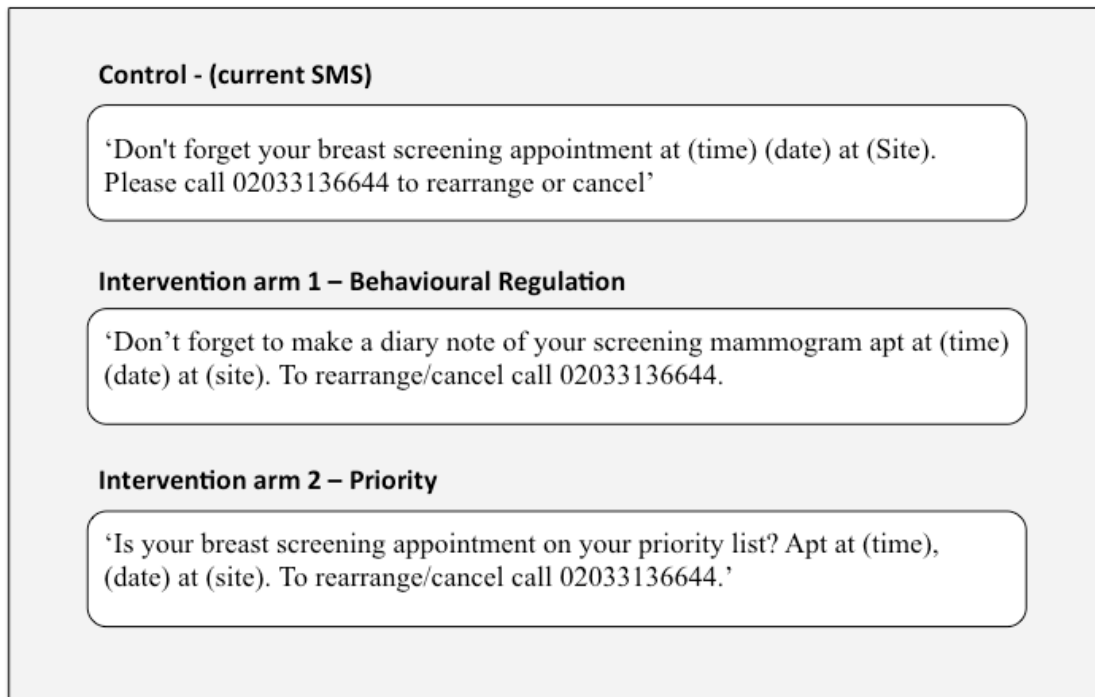 Control - (current SMS)
‘Don't forget your breast screening appointment at (time) (date) at (Site).
Please call 02033136644 to rearrange or cancel’
Intervention arm 1 – Behavioural Regulation
‘Don’t forget to make a diary note of your screening mammogram apt at (time)
(date) at (site). To rearrange/cancel call 02033136644.
Intervention arm 2 – Priority
‘Is your breast screening appointment on your priority list? Apt at (time),
(date) at (site). To rearrange/cancel call 02033136644.’